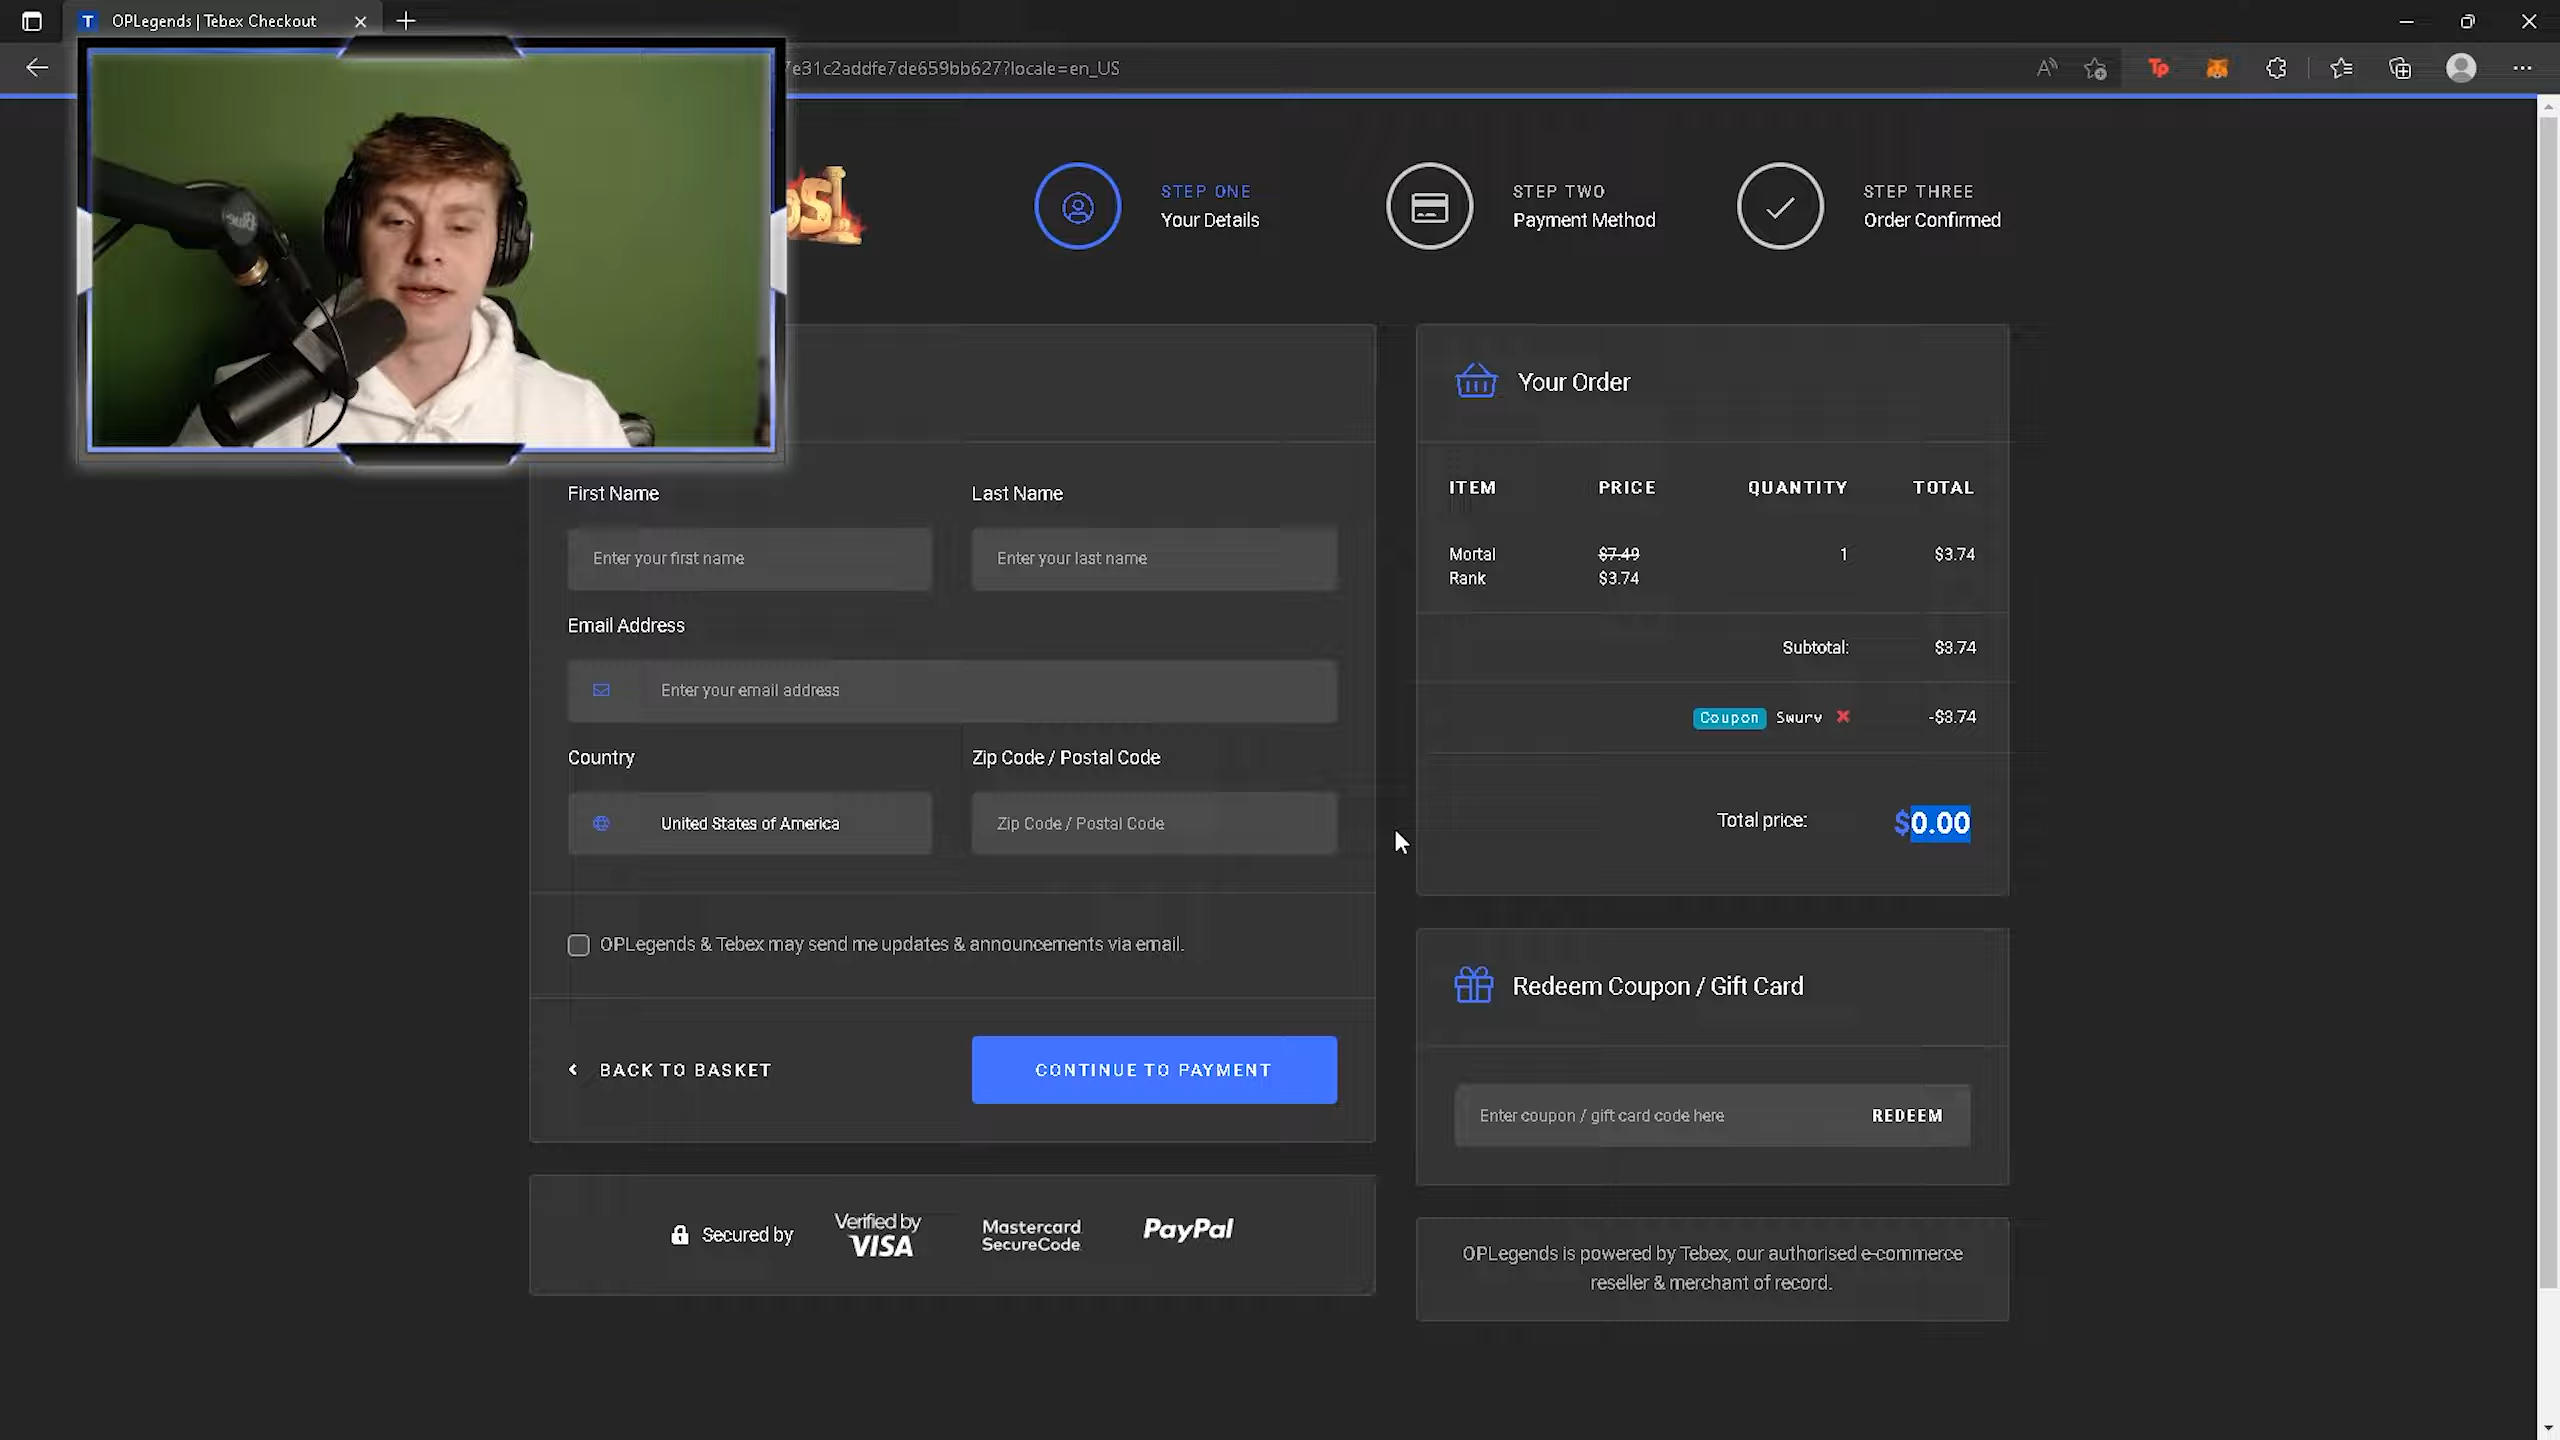 OPLegends | Tebex Checkout
7e31c2addfe7de659bb627?locale=en_US
STEP ONE
Your Details
STEP TWO
Payment Method
STEP THREE
Order Confirmed
First Name
Last Name
Enter your first name
Enter your last name
Email Address
Enter your email address
Country
Zip Code / Postal Code
United States of America
Zip Code / Postal Code
OPLegends & Tebex may send me updates & announcements via email.
BACK TO BASKET
CONTINUE TO PAYMENT
Secured by
Verified by
VISA
Mastercard
SecureCode
PayPal
Your Order
ITEM PRICE QUANTITY TOTAL
Mortal $7.49 1 $3.74
Rank $3.74
Subtotal: $3.74
Coupon Swurv -$3.74
Total price: $0.00
Redeem Coupon / Gift Card
Enter coupon / gift card code here REDEEM
OPLegends is powered by Tebex, our authorised e-commerce
reseller & merchant of record.